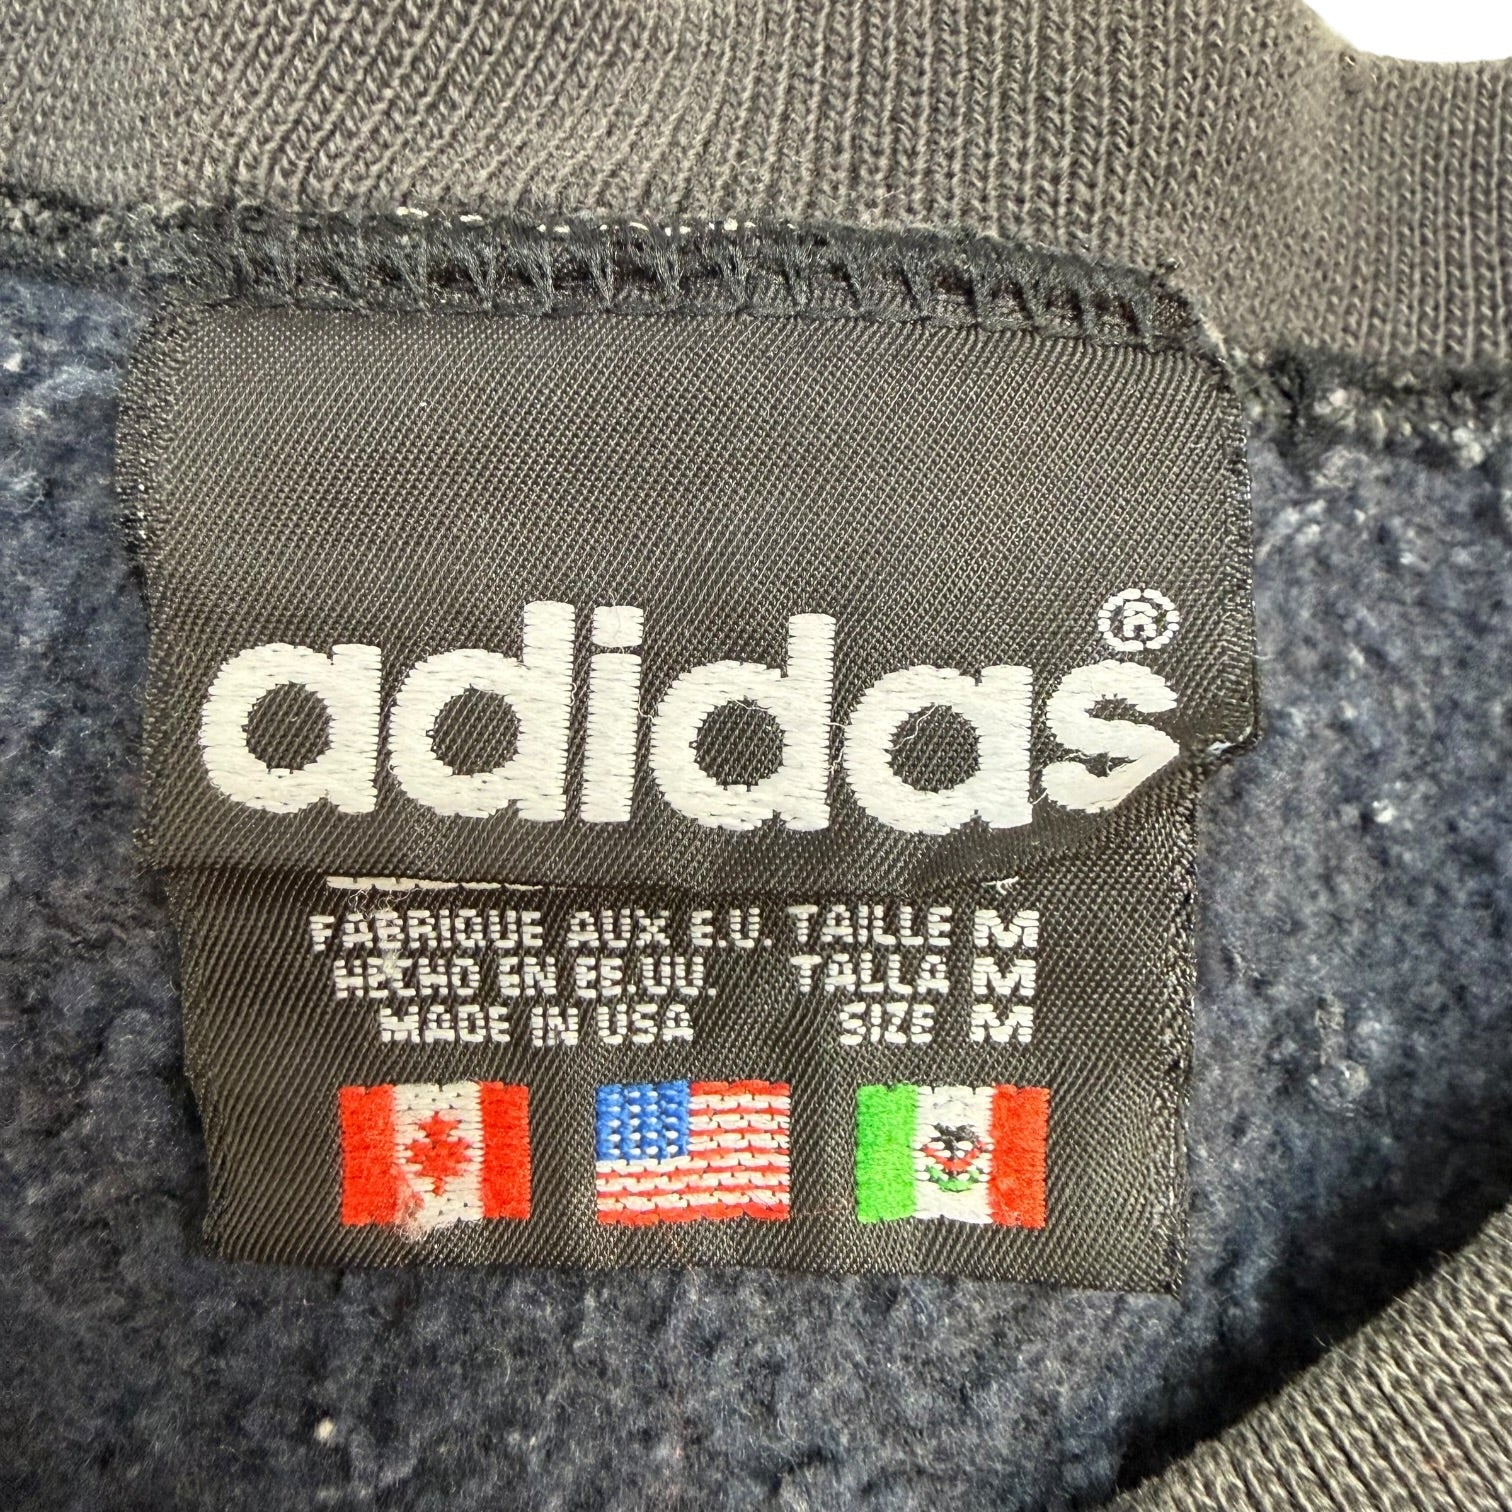 adidas®
FABRIQUE AUX E.U. TAILLE M
HECHO EN EE.UU. TALLA M
MADE IN USA SIZE M